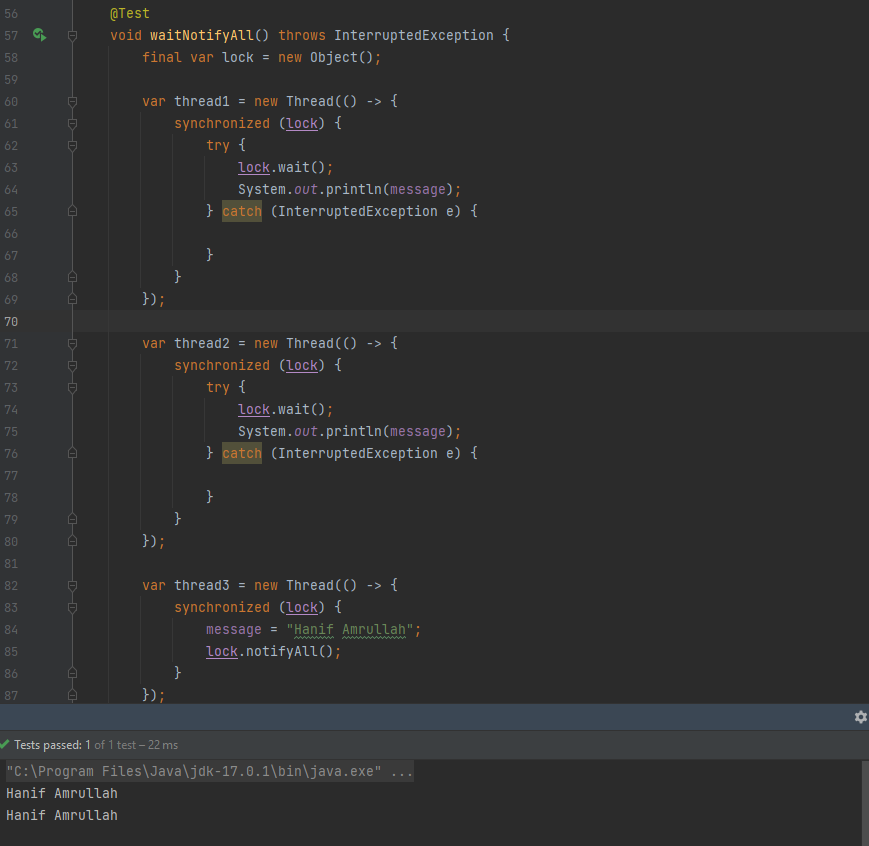 56 @Test
57 void waitNotifyAll() throws InterruptedException {
58 final var lock = new Object();
59
60 var thread1 = new Thread(() -> {
61 synchronized (lock) {
62 try {
63 lock.wait();
64 System.out.println(message);
65 } catch (InterruptedException e) {
66
67 }
68 }
69 });
70
71 var thread2 = new Thread(() -> {
72 synchronized (lock) {
73 try {
74 lock.wait();
75 System.out.println(message);
76 } catch (InterruptedException e) {
77
78 }
79 }
80 });
81
82 var thread3 = new Thread(() -> {
83 synchronized (lock) {
84 message = "Hanif Amrullah";
85 lock.notifyAll();
86 }
87 });
Tests passed: 1 of 1 test – 22 ms
"C:\Program Files\Java\jdk-17.0.1\bin\java.exe" ...
Hanif Amrullah
Hanif Amrullah